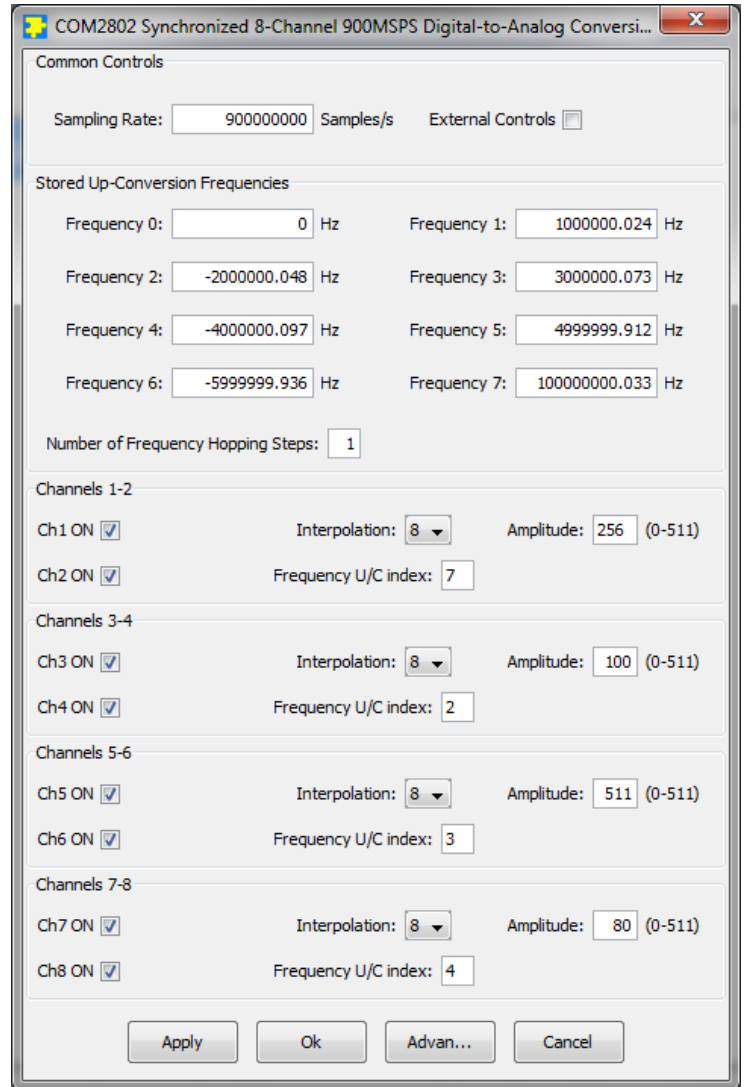 COM2802 Synchronized 8-Channel 900MSPS Digital-to-Analog Conversi...
Common Controls
Sampling Rate: 900000000 Samples/s External Controls
Stored Up-Conversion Frequencies
Frequency 0: 0 Hz Frequency 1: 1000000.024 Hz
Frequency 2: -2000000.048 Hz Frequency 3: 3000000.073 Hz
Frequency 4: -4000000.097 Hz Frequency 5: 4999999.912 Hz
Frequency 6: -5999999.936 Hz Frequency 7: 100000000.033 Hz
Number of Frequency Hopping Steps: 1
Channels 1-2
Ch1 ON Interpolation: 8 Amplitude: 256 (0-511)
Ch2 ON Frequency U/C index: 7
Channels 3-4
Ch3 ON Interpolation: 8 Amplitude: 100 (0-511)
Ch4 ON Frequency U/C index: 2
Channels 5-6
Ch5 ON Interpolation: 8 Amplitude: 511 (0-511)
Ch6 ON Frequency U/C index: 3
Channels 7-8
Ch7 ON Interpolation: 8 Amplitude: 80 (0-511)
Ch8 ON Frequency U/C index: 4
Apply Ok Advan... Cancel